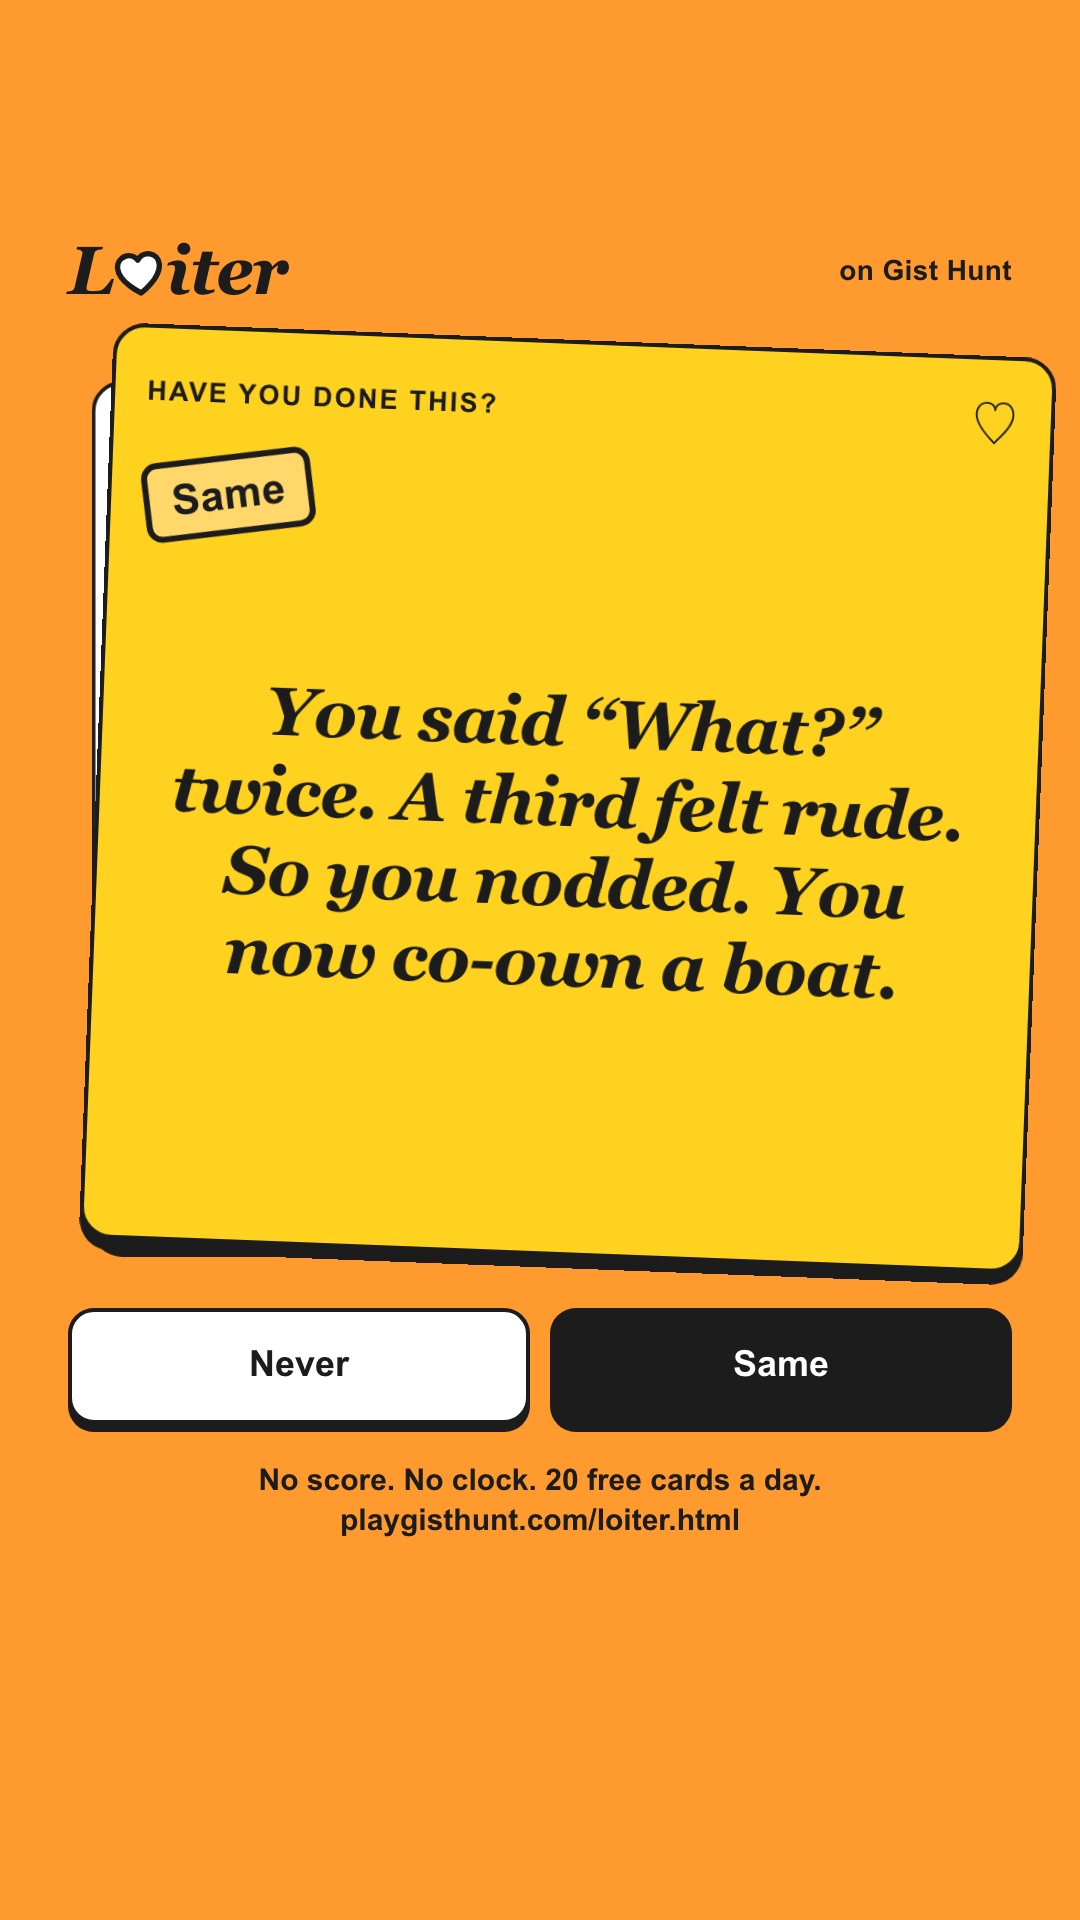 Loiter
on Gist Hunt
HAVE YOU DONE THIS?
Same
You said “What?”
twice. A third felt rude.
So you nodded. You
now co-own a boat.
Never
Same
No score. No clock. 20 free cards a day.
playgisthunt.com/loiter.html